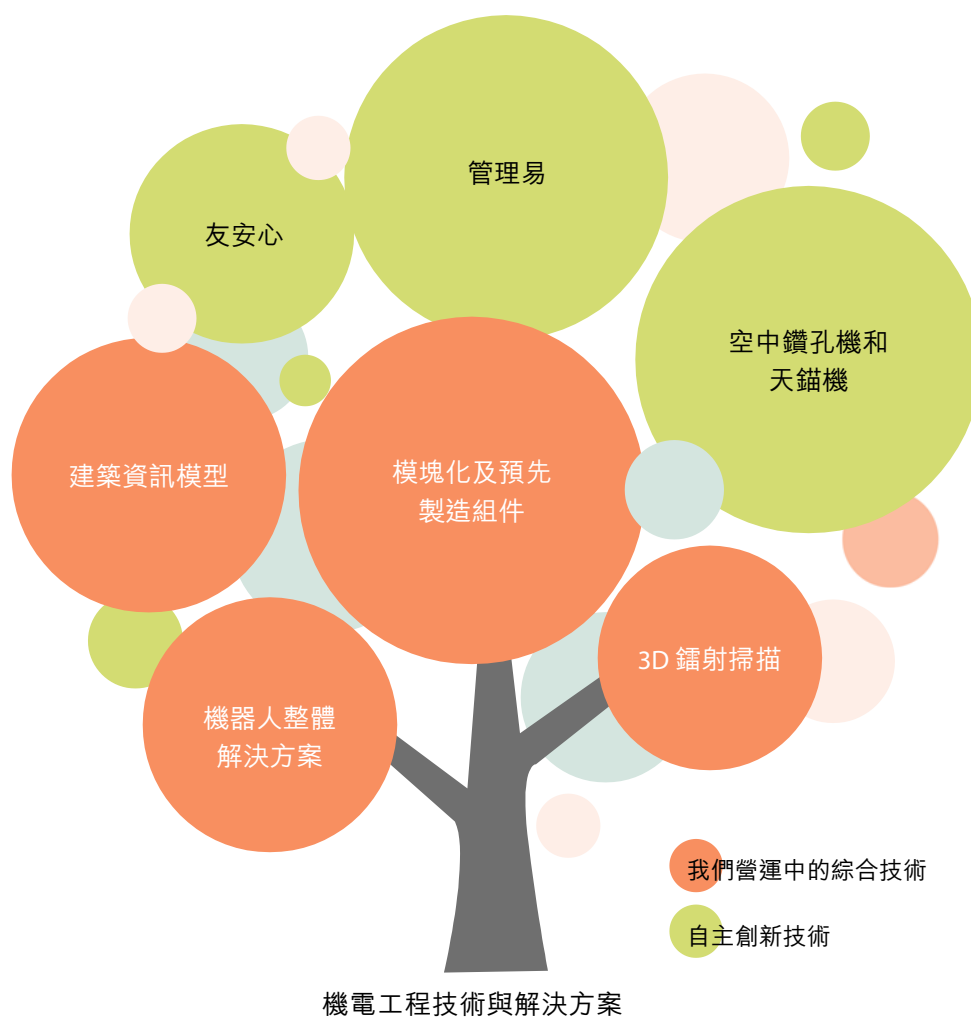 管理易
友安心
空中鑽孔機和
天錨機
建築資訊模型
模塊化及預先
製造組件
3D 鐳射掃描
機器人整體
解決方案
我們營運中的綜合技術
自主創新技術
機電工程技術與解決方案